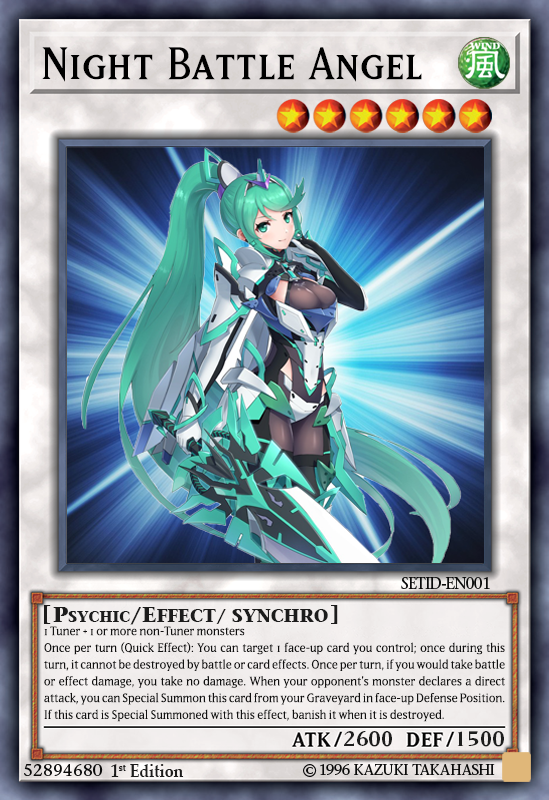 Night Battle Angel
WIND
風
SETID-EN001
[Psychic/Effect/ synchro]
1 Tuner + 1 or more non-Tuner monsters
Once per turn (Quick Effect): You can target 1 face-up card you control; once during this
turn, it cannot be destroyed by battle or card effects. Once per turn, if you would take battle
or effect damage, you take no damage. When your opponent's monster declares a direct
attack, you can Special Summon this card from your Graveyard in face-up Defense Position.
If this card is Special Summoned with this effect, banish it when it is destroyed.
ATK/2600 DEF/1500
52894680 1st Edition ©1996 KAZUKI TAKAHASHI